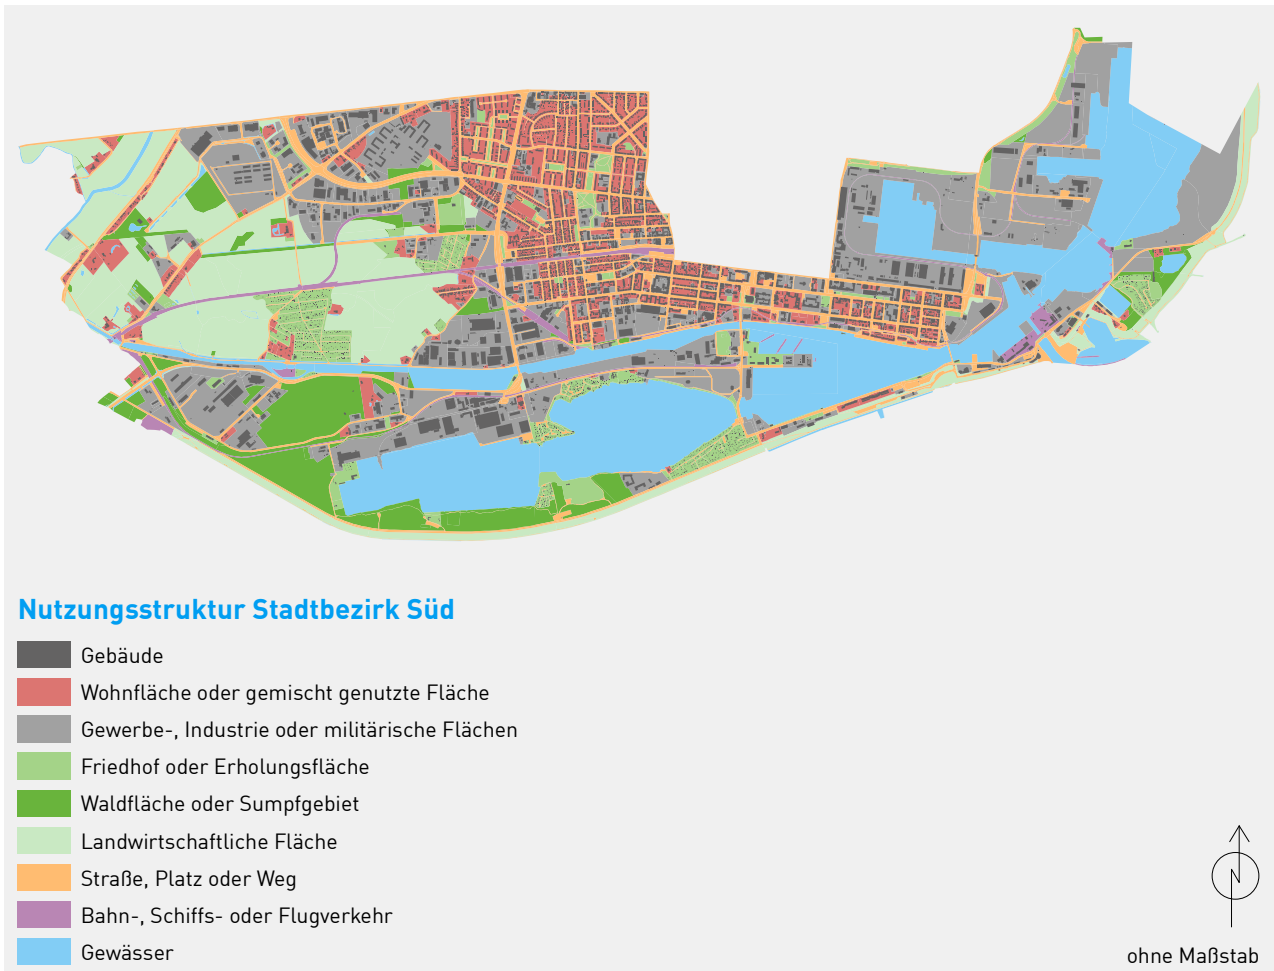 Nutzungsstruktur Stadtbezirk Süd
Gebäude
Wohnfläche oder gemischt genutzte Fläche
Gewerbe-, Industrie oder militärische Flächen
Friedhof oder Erholungsfläche
Waldfläche oder Sumpfgebiet
Landwirtschaftliche Fläche
Straße, Platz oder Weg
Bahn-, Schiffs- oder Flugverkehr
Gewässer
ohne Maßstab